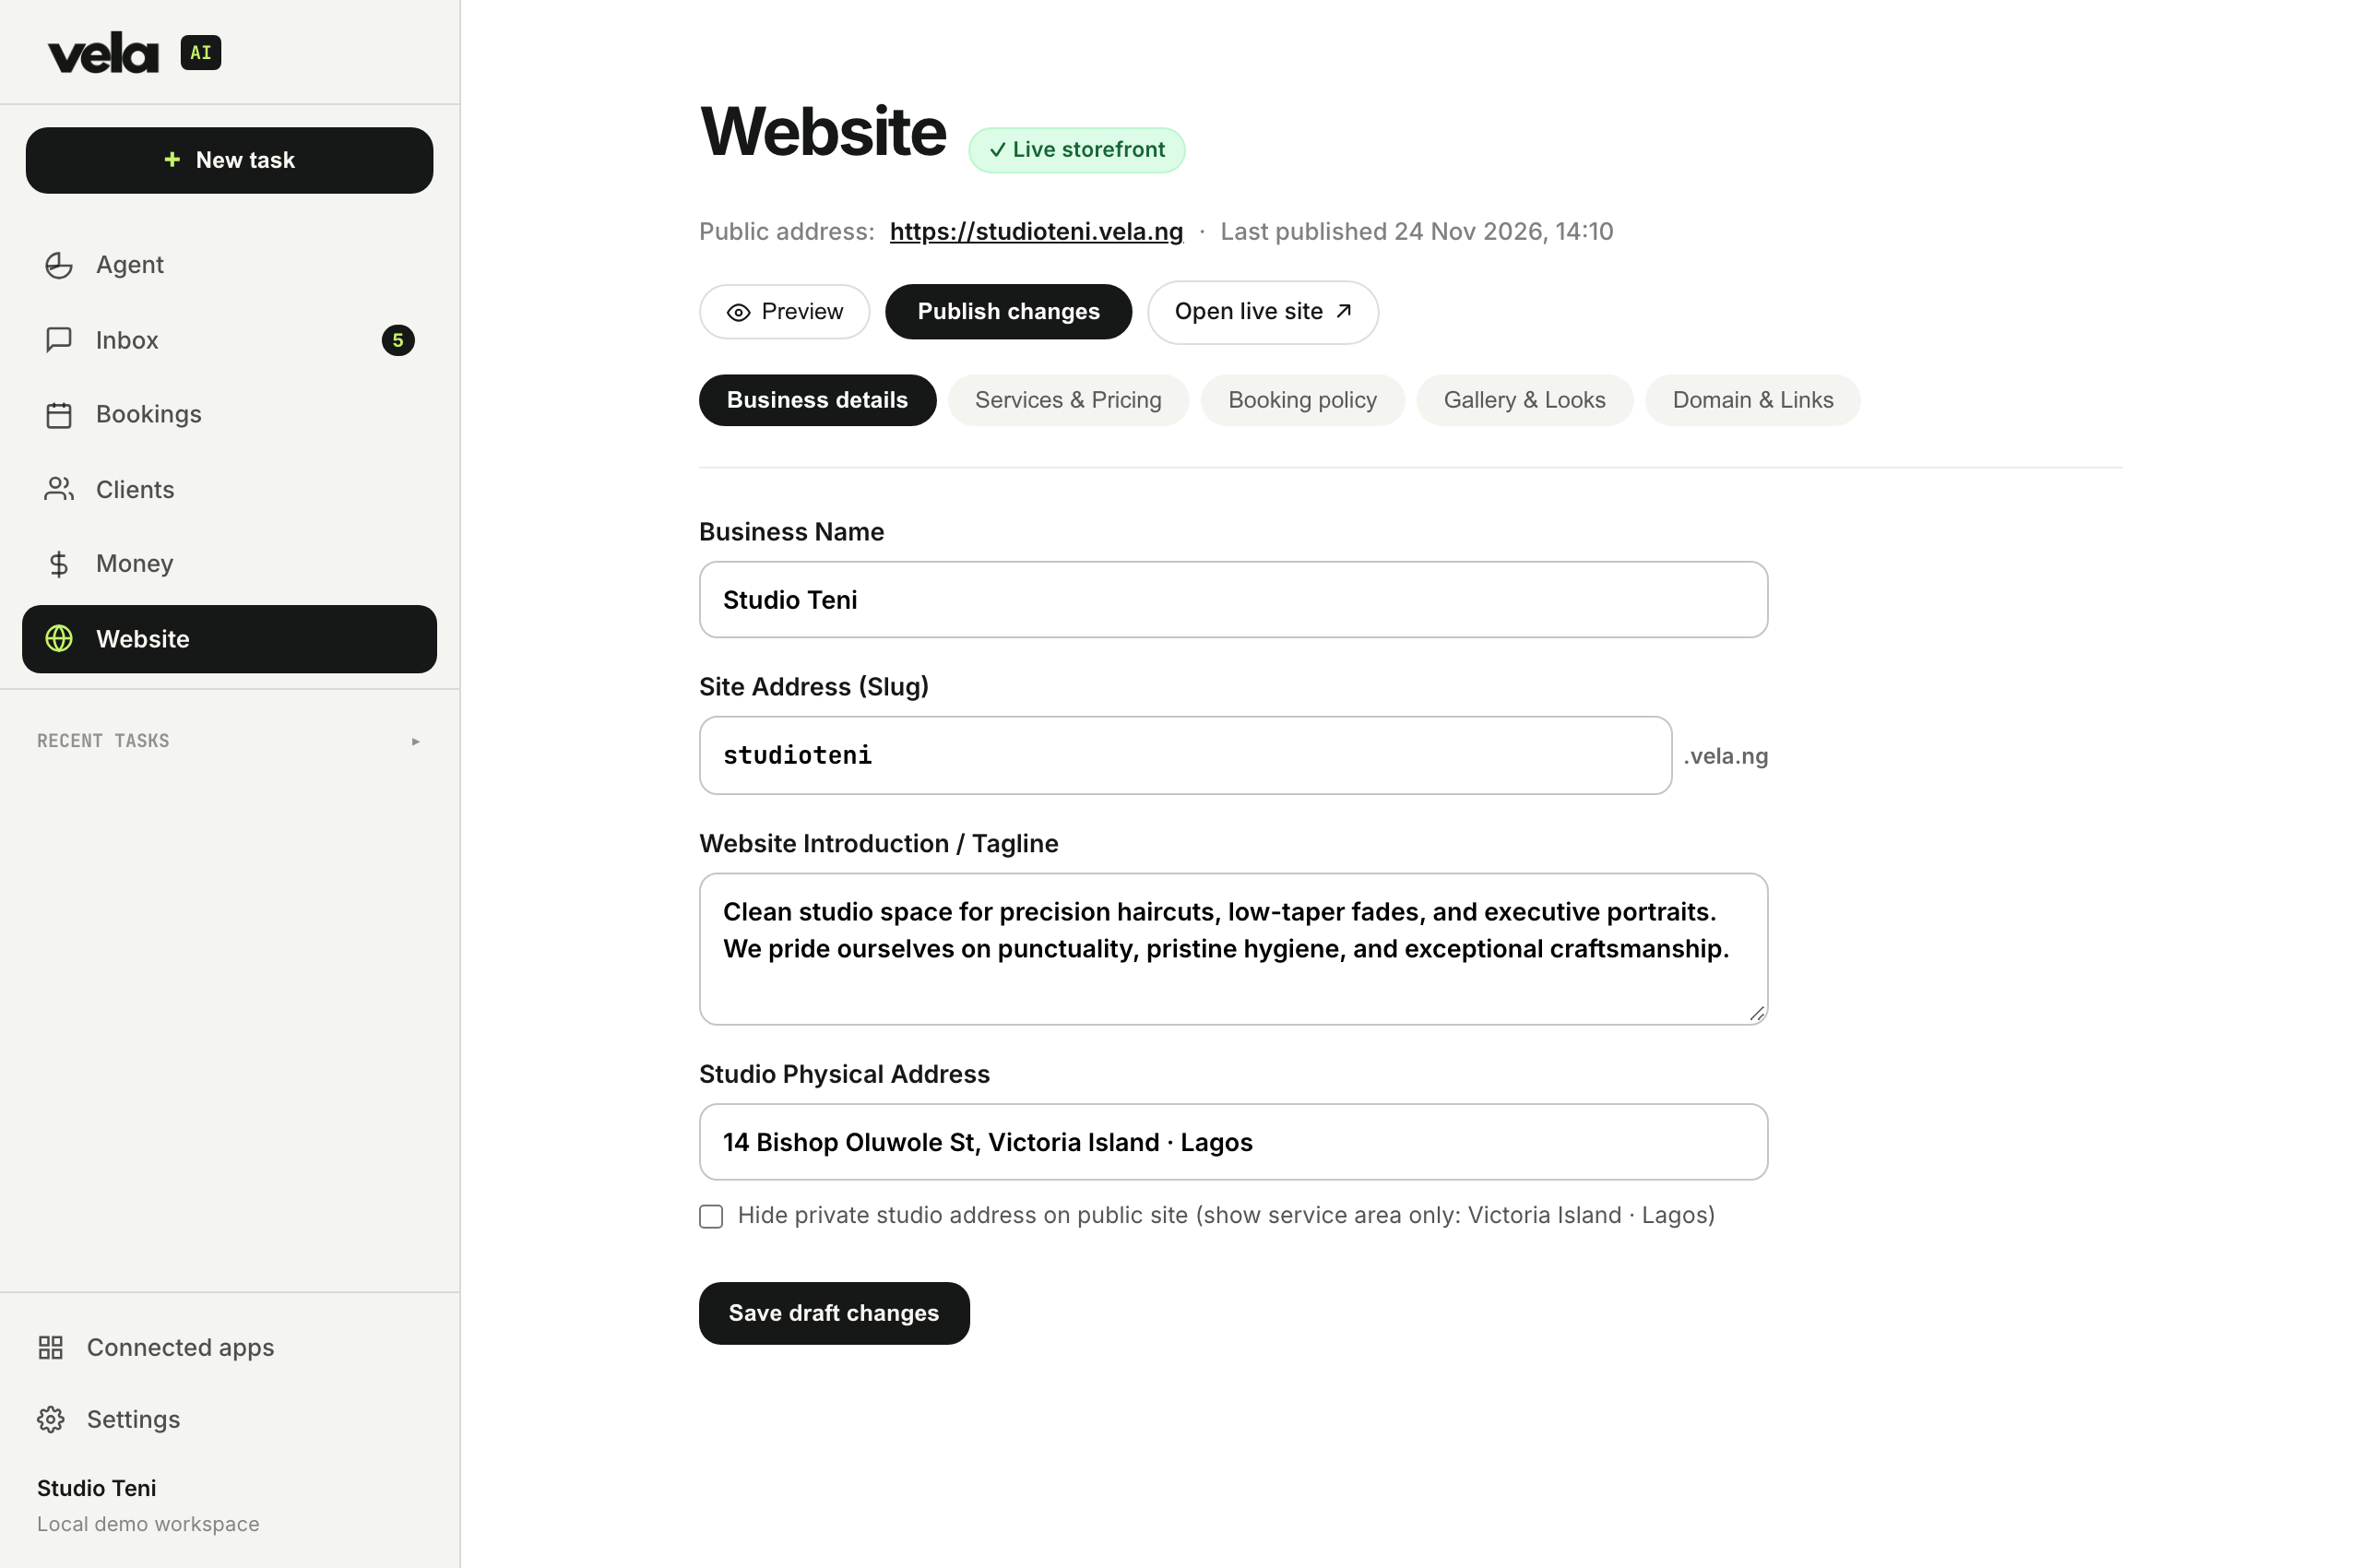 vela AI
+ New task
Agent
Inbox 5
Bookings
Clients
Money
Website
RECENT TASKS
Connected apps
Settings
Studio Teni
Local demo workspace
Website
Live storefront
Public address: https://studioteni.vela.ng · Last published 24 Nov 2026, 14:10
Preview Publish changes Open live site ↗
Business details Services & Pricing Booking policy Gallery & Looks Domain & Links
Business Name
Studio Teni
Site Address (Slug)
studioteni .vela.ng
Website Introduction / Tagline
Clean studio space for precision haircuts, low-taper fades, and executive portraits.
We pride ourselves on punctuality, pristine hygiene, and exceptional craftsmanship.
Studio Physical Address
14 Bishop Oluwole St, Victoria Island · Lagos
Hide private studio address on public site (show service area only: Victoria Island · Lagos)
Save draft changes